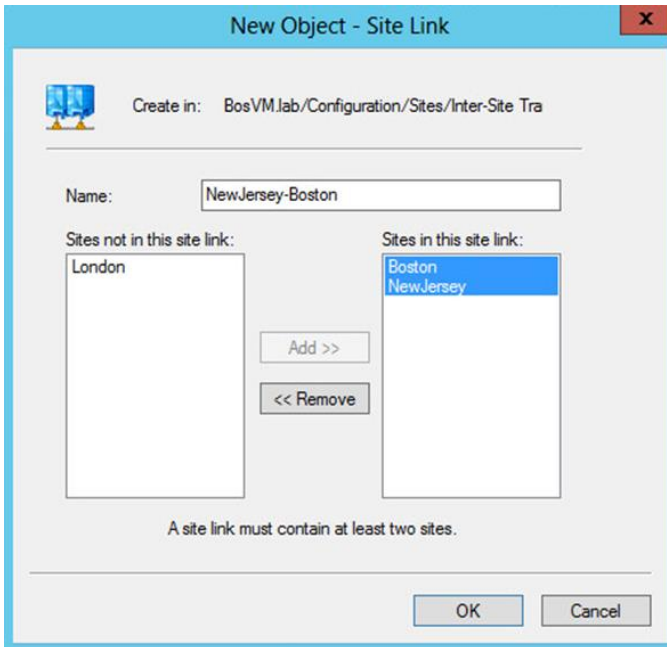 New Object - Site Link
x
Create in: BosVM.lab/Configuration/Sites/Inter-Site Tra
Name: NewJersey-Boston
Sites not in this site link: Sites in this site link:
London Boston
NewJersey
Add >>
<< Remove
A site link must contain at least two sites.
OK Cancel